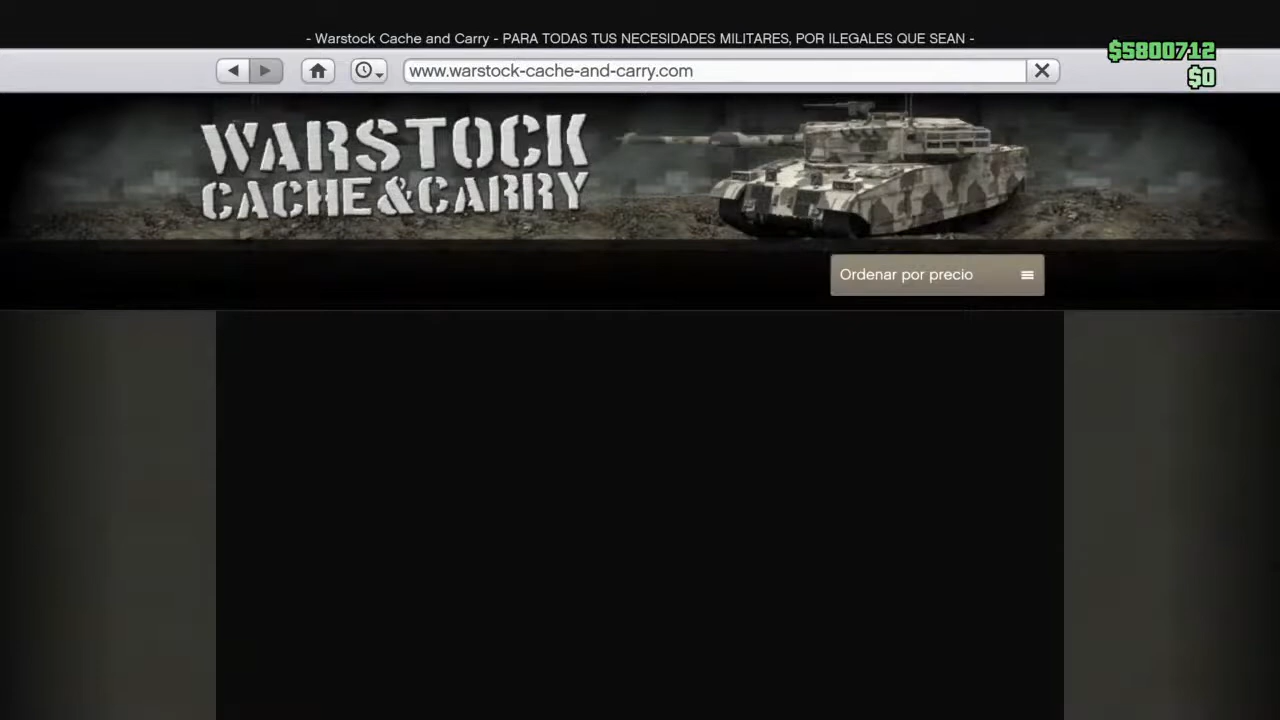 - Warstock Cache and Carry - PARA TODAS TUS NECESIDADES MILITARES, POR ILEGALES QUE SEAN -
$5800712
www.warstock-cache-and-carry.com
$0
WARSTOCK
CACHE&CARRY
Ordenar por precio